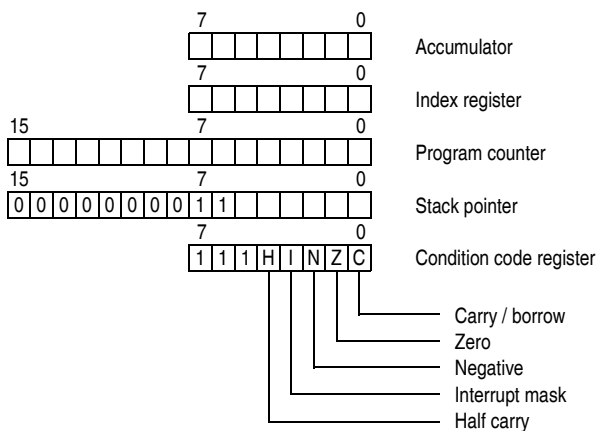 7 0
Accumulator
7 0
Index register
15 7 0
Program counter
15 7 0
0 0 0 0 0 0 0 0 1 1 Stack pointer
7 0
1 1 1 H I N Z C Condition code register
Carry / borrow
Zero
Negative
Interrupt mask
Half carry